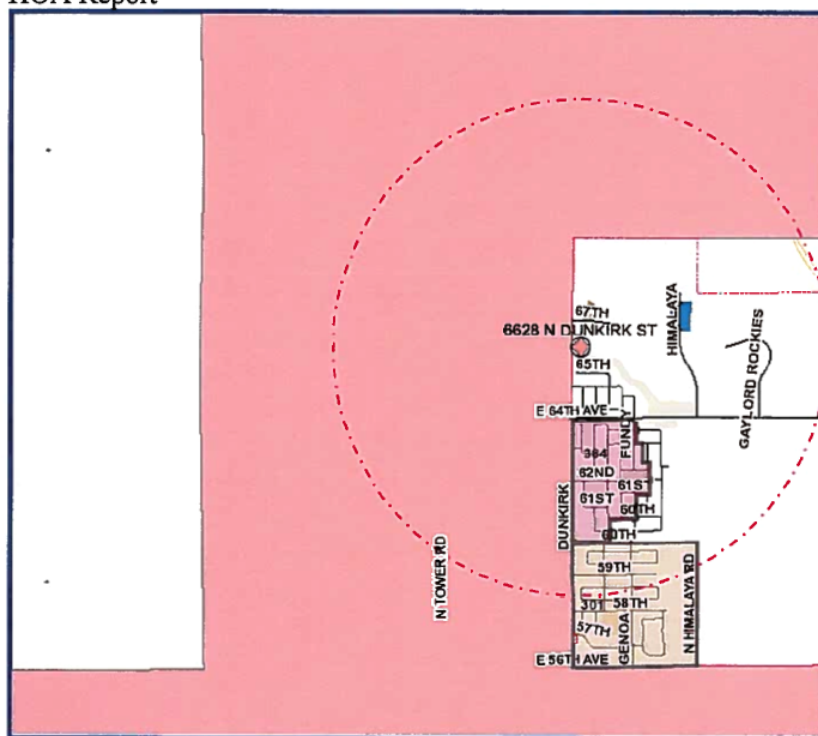 HOA Report
67TH
HIMALAYA
6628 N DUNKIRK ST
65TH
GAYLORD ROCKIES
E 64TH AVE
FUNDY
384
62ND
61ST
61ST
60TH
DUNKIRK
60TH
59TH
N TOWER RD
N HIMALAYA RD
301
58TH
57TH
GENOA
E 56TH AVE